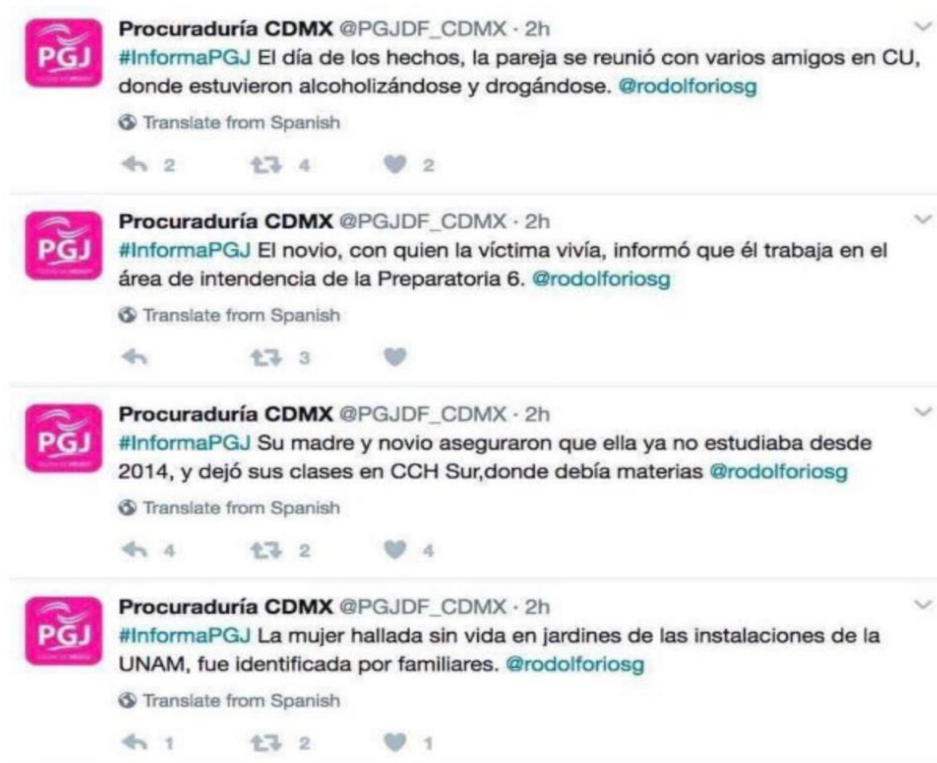 PGJ
Procuraduría CDMX @PGJDF_CDMX · 2h
#InformaPGJ El día de los hechos, la pareja se reunió con varios amigos en CU,
donde estuvieron alcoholizándose y drogándose. @rodolforiosg
Translate from Spanish
2 4 2
PGJ
Procuraduría CDMX @PGJDF_CDMX · 2h
#InformaPGJ El novio, con quien la víctima vivía, informó que él trabaja en el
área de intendencia de la Preparatoria 6. @rodolforiosg
Translate from Spanish
3
PGJ
Procuraduría CDMX @PGJDF_CDMX · 2h
#InformaPGJ Su madre y novio aseguraron que ella ya no estudiaba desde
2014, y dejó sus clases en CCH Sur,donde debía materias @rodolforiosg
Translate from Spanish
4 2 4
PGJ
Procuraduría CDMX @PGJDF_CDMX · 2h
#InformaPGJ La mujer hallada sin vida en jardines de las instalaciones de la
UNAM, fue identificada por familiares. @rodolforiosg
Translate from Spanish
1 2 1